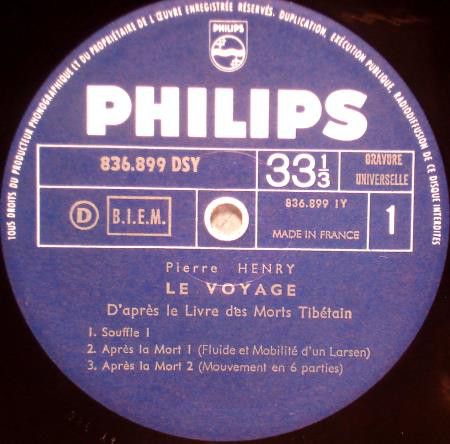 TOUS DROITS DU PRODUCTEUR PHONOGRAPHIQUE ET DU PROPRIÉTAIRE DE L'ŒUVRE ENREGISTRÉE RÉSERVÉS. DUPLICATION, EXÉCUTION PUBLIQUE, RADIODIFFUSION DE CE DISQUE INTERDITES
PHILIPS
PHILIPS
836.899 DSY
33⅓
GRAVURE
UNIVERSELLE
D
B.I.E.M.
836.899 1Y
MADE IN FRANCE
1
Pierre HENRY
LE VOYAGE
D'après le Livre des Morts Tibétain
1. Souffle 1
2. Après la Mort 1 (Fluide et Mobilité d'un Larsen)
3. Après la Mort 2 (Mouvement en 6 parties)